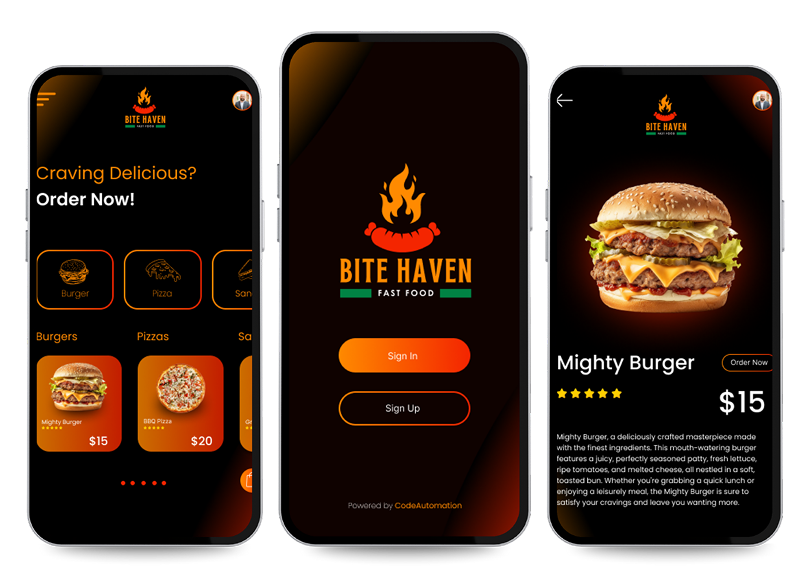 BITE HAVEN
FAST FOOD
Craving Delicious?
Order Now!
Burger
Pizza
San
Burgers
Pizzas
Sa
Mighty Burger
$15
BBQ Pizza
$20
Gr
BITE HAVEN
FAST FOOD
Sign In
Sign Up
Powered by CodeAutomation
BITE HAVEN
FAST FOOD
Mighty Burger
Order Now
$15
Mighty Burger, a deliciously crafted masterpiece made
with the finest ingredients. This mouth-watering burger
features a juicy, perfectly seasoned patty, fresh lettuce,
ripe tomatoes, and melted cheese, all nestled in a soft,
toasted bun. Whether you're grabbing a quick lunch or
enjoying a leisurely meal, the Mighty Burger is sure to
satisfy your cravings and leave you wanting more.